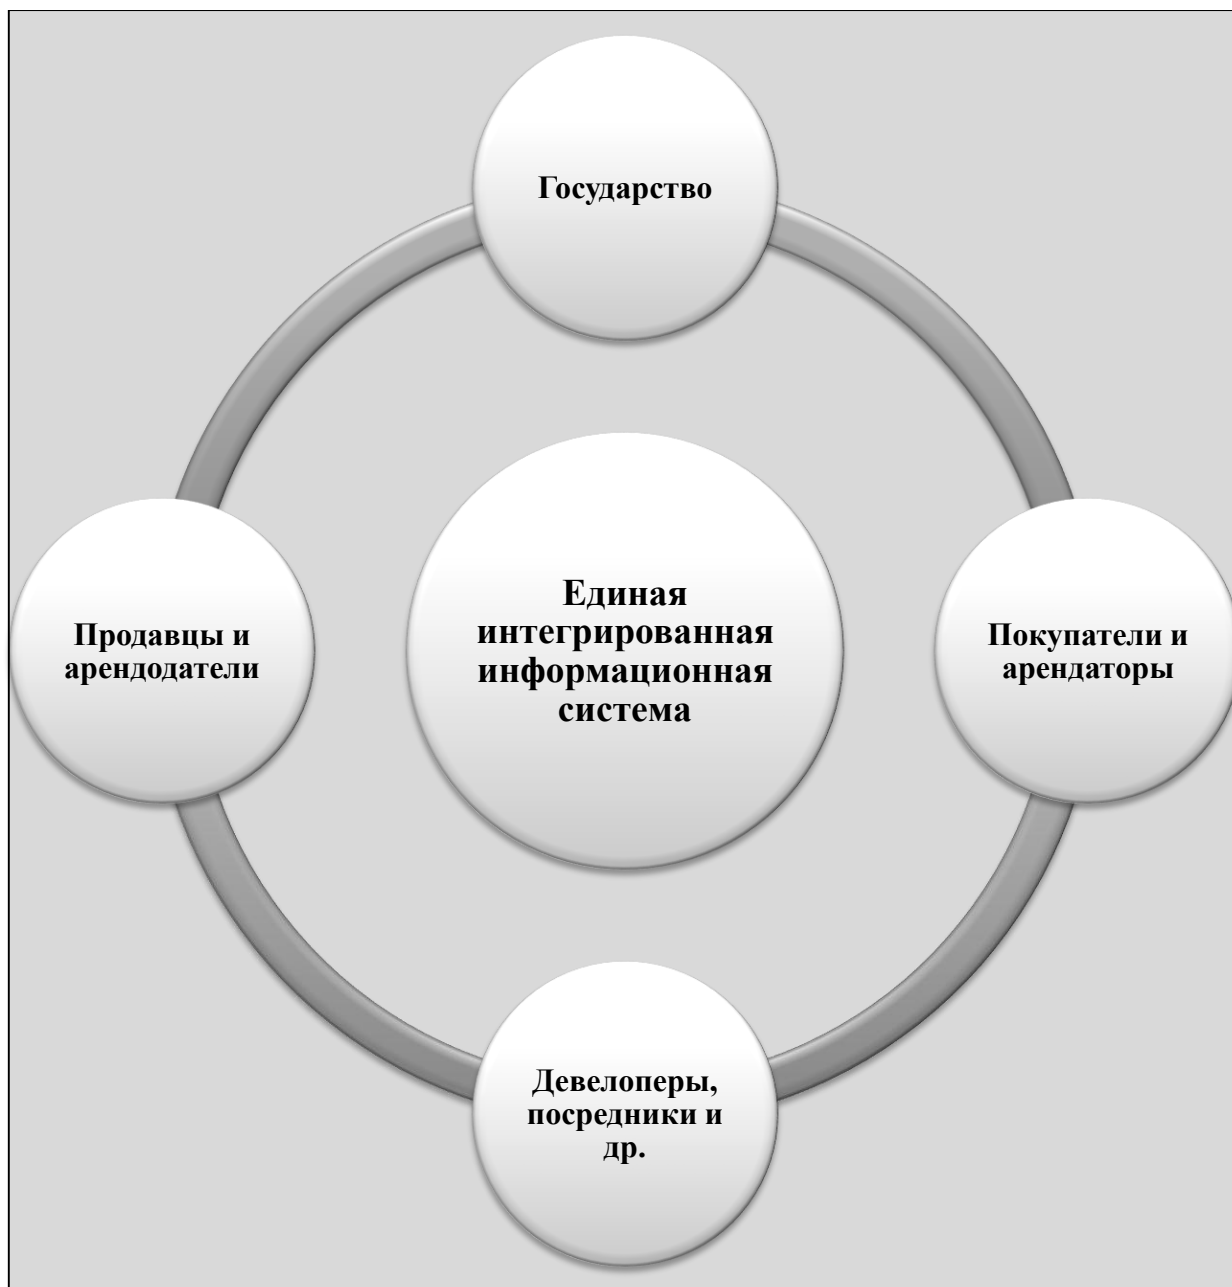 Государство
Единая
интегрированная
информационная
система
Продавцы и
арендодатели
Покупатели и
арендаторы
Девелоперы,
посредники и
др.